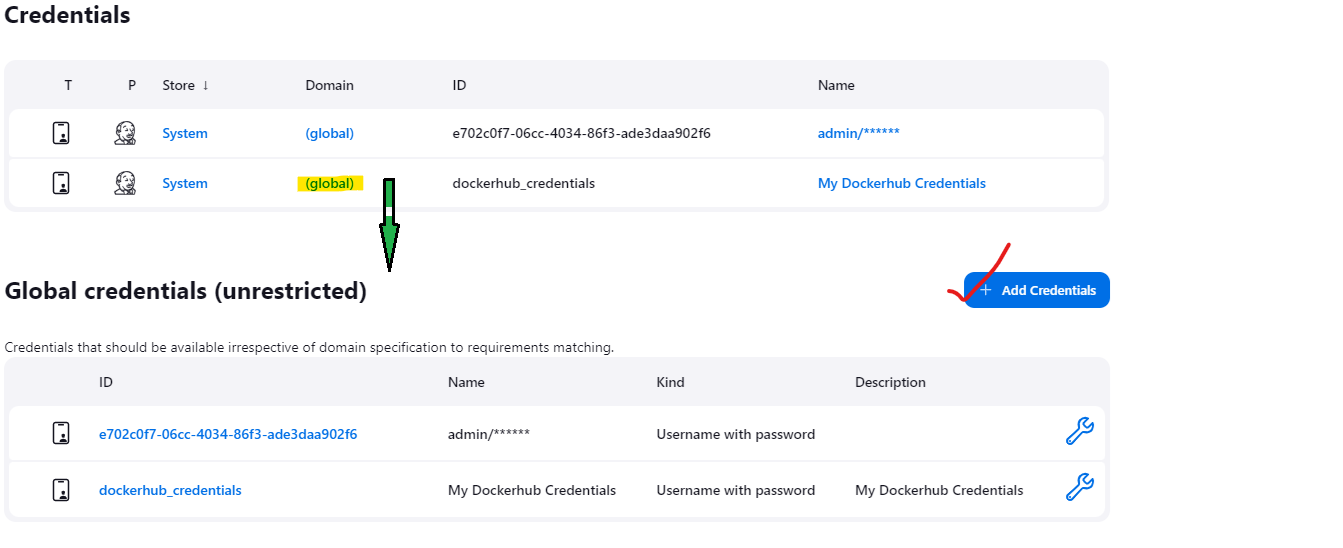 Credentials
T P Store ↓ Domain ID Name
System (global) e702c0f7-06cc-4034-86f3-ade3daa902f6 admin/******
System (global) dockerhub_credentials My Dockerhub Credentials
Global credentials (unrestricted)
+ Add Credentials
Credentials that should be available irrespective of domain specification to requirements matching.
ID Name Kind Description
e702c0f7-06cc-4034-86f3-ade3daa902f6 admin/****** Username with password
dockerhub_credentials My Dockerhub Credentials Username with password My Dockerhub Credentials